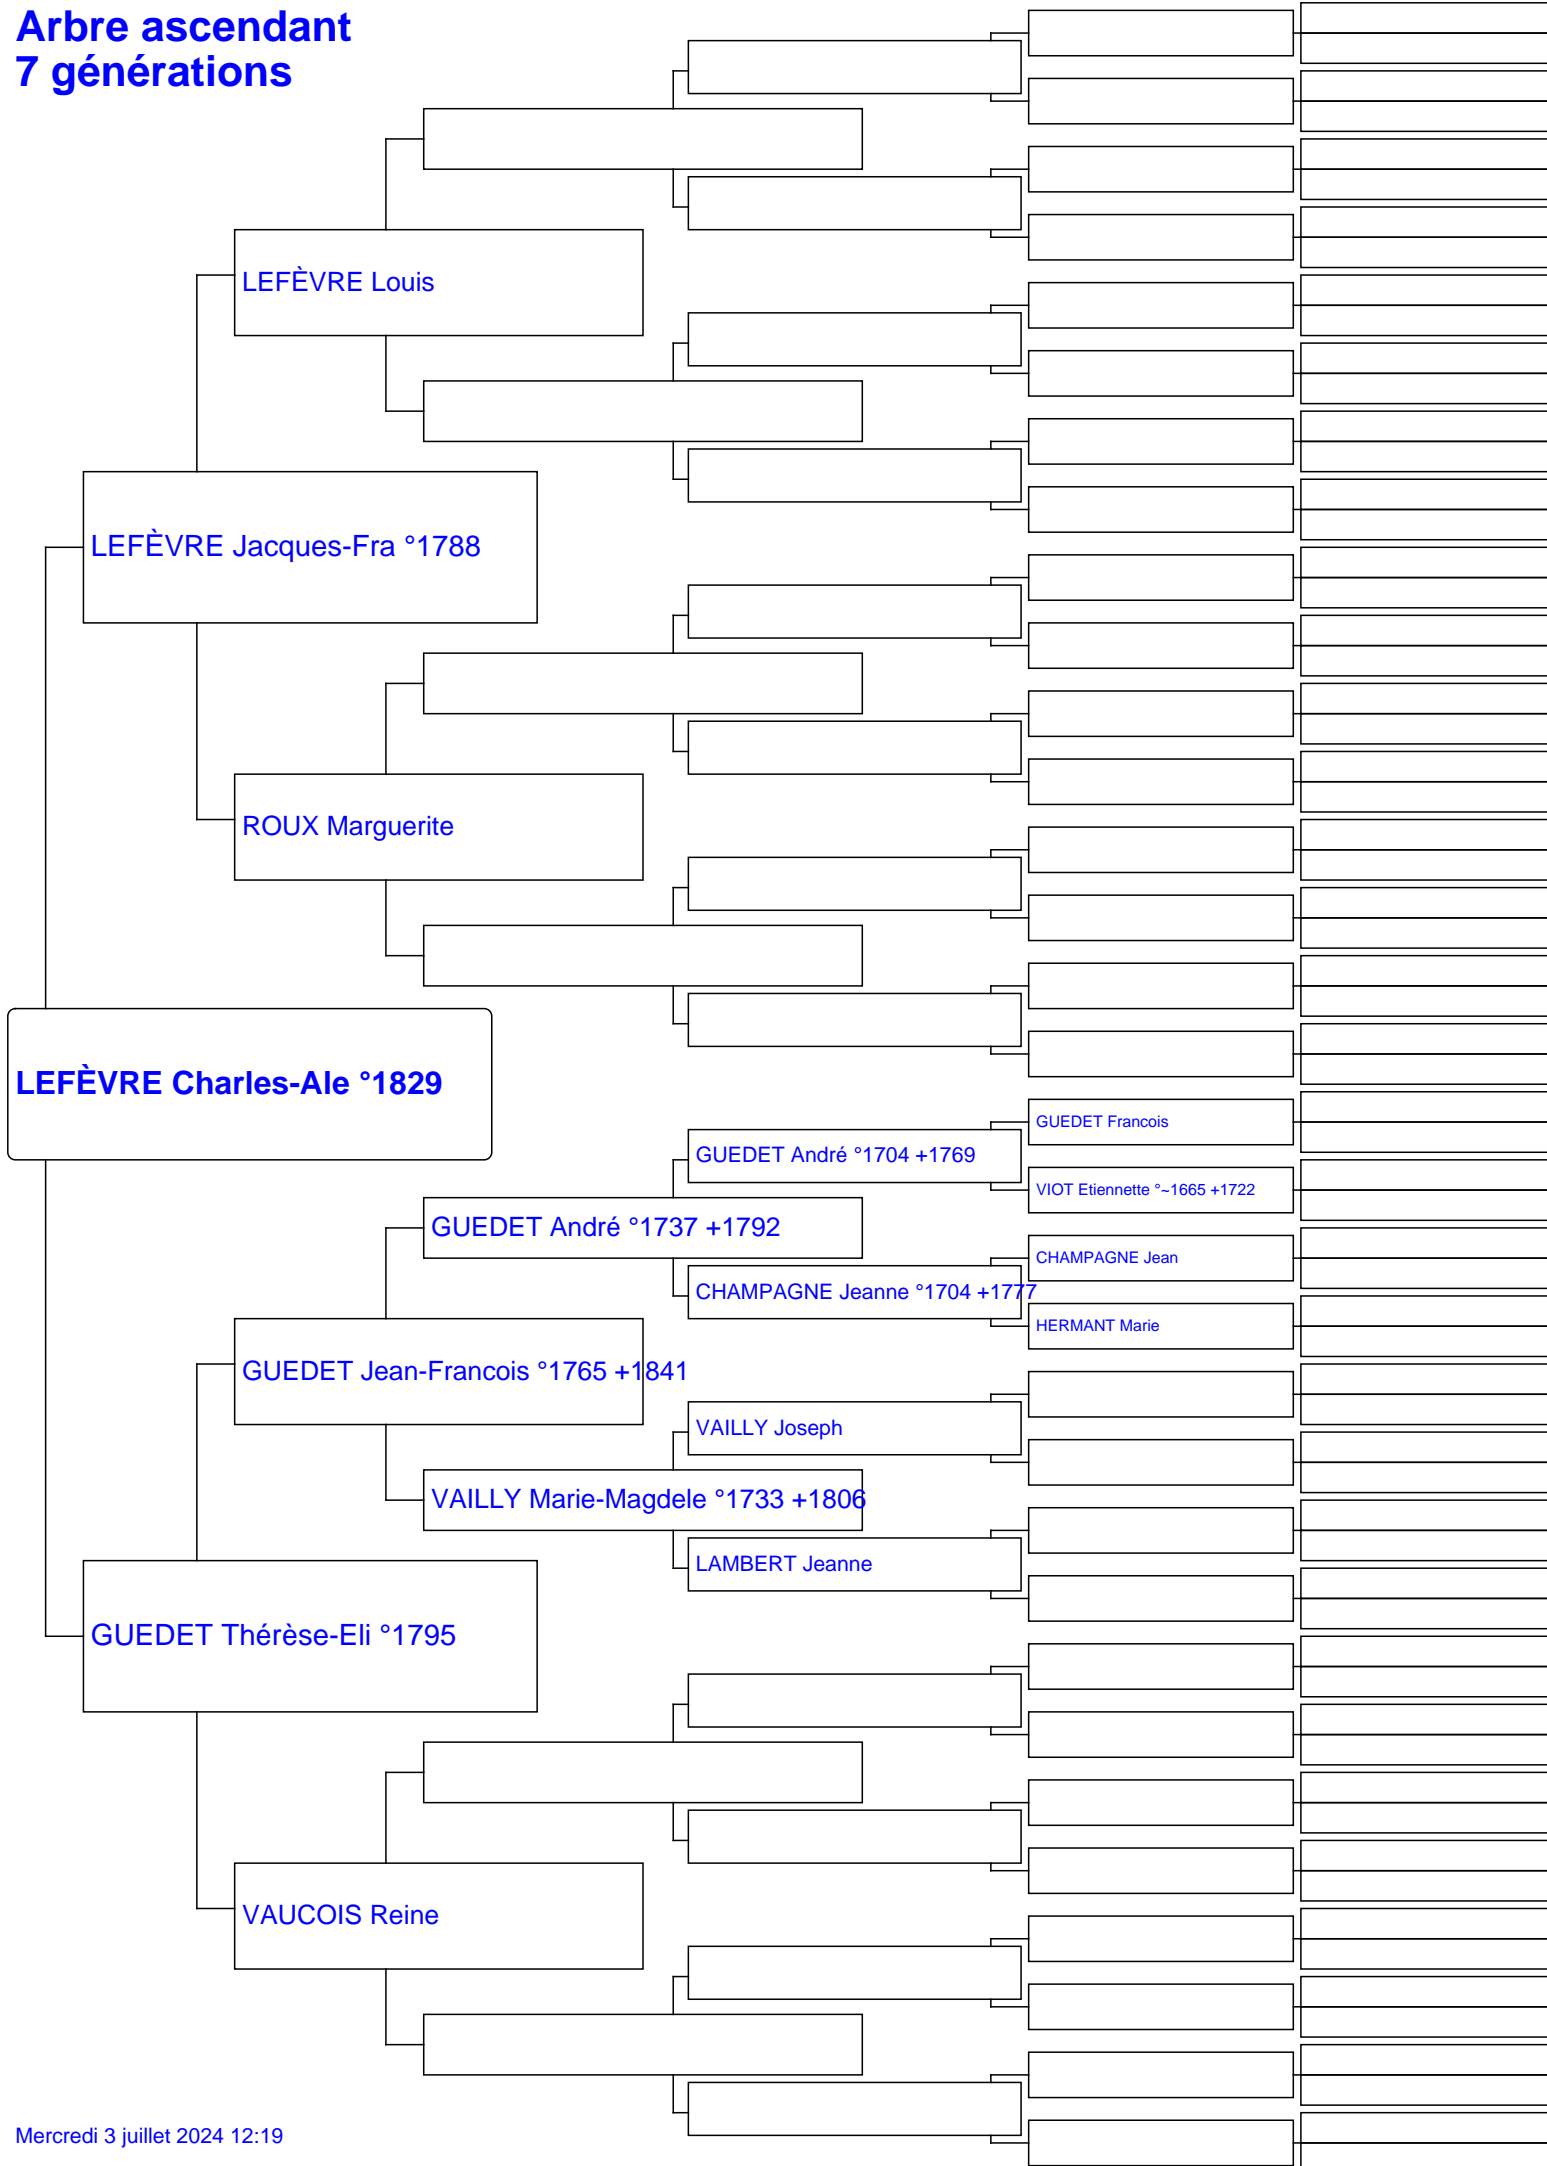 Arbre ascendant
7 générations
LEFÈVRE Louis
LEFÈVRE Jacques-Fra °1788
ROUX Marguerite
LEFÈVRE Charles-Ale °1829
GUEDET Francois
GUEDET André °1704 +1769
VIOT Etiennette °~1665 +1722
GUEDET André °1737 +1792
CHAMPAGNE Jean
CHAMPAGNE Jeanne °1704 +1777
HERMANT Marie
GUEDET Jean-Francois °1765 +1841
VAILLY Joseph
VAILLY Marie-Magdele °1733 +1806
LAMBERT Jeanne
GUEDET Thérèse-Eli °1795
VAUCOIS Reine
Mercredi 3 juillet 2024 12:19